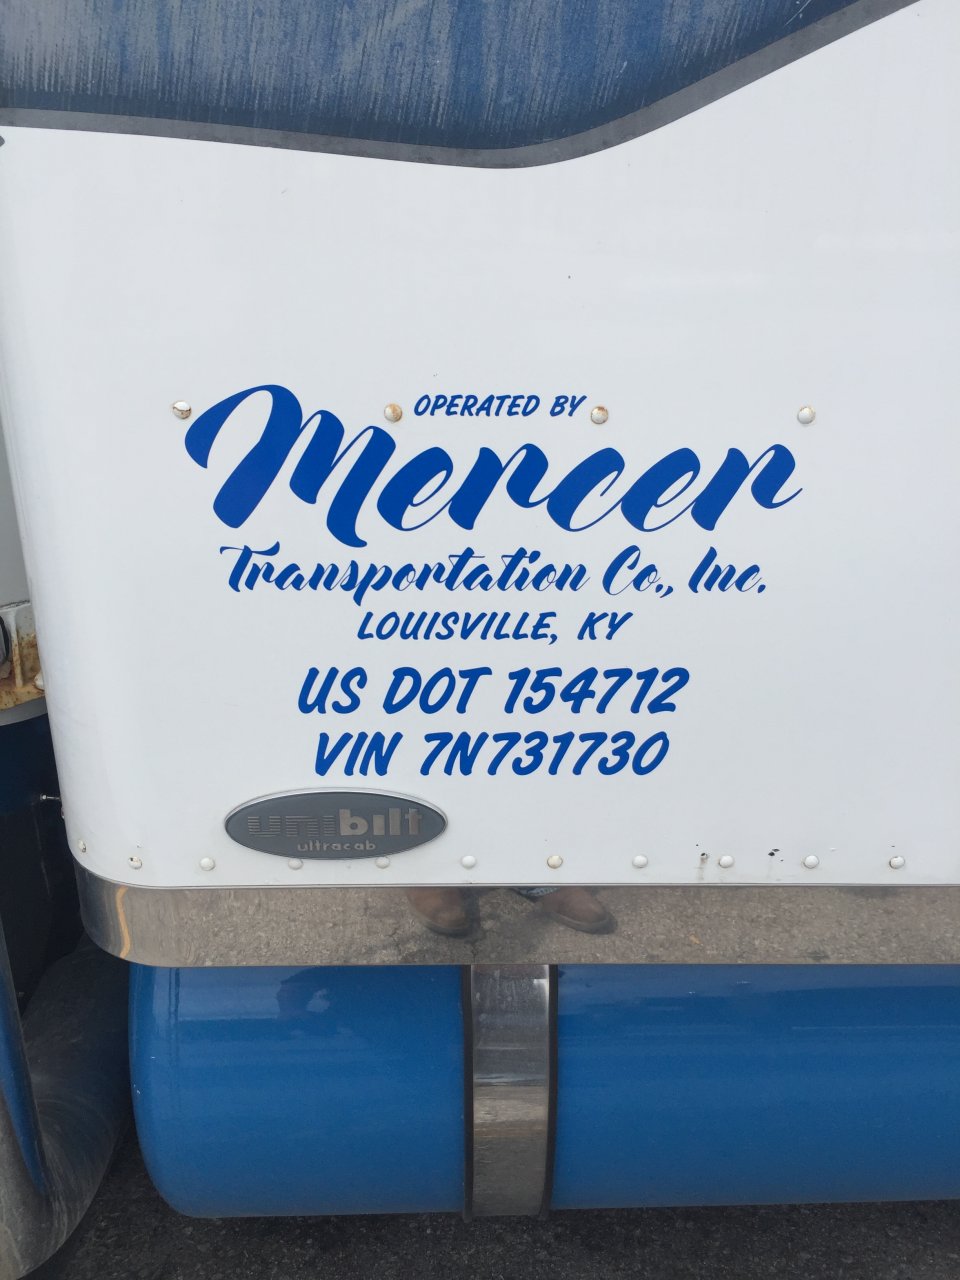 OPERATED BY
Mercer
Transportation Co., Inc.
LOUISVILLE, KY
US DOT 154712
VIN 7N731730
unibilt
ultracab